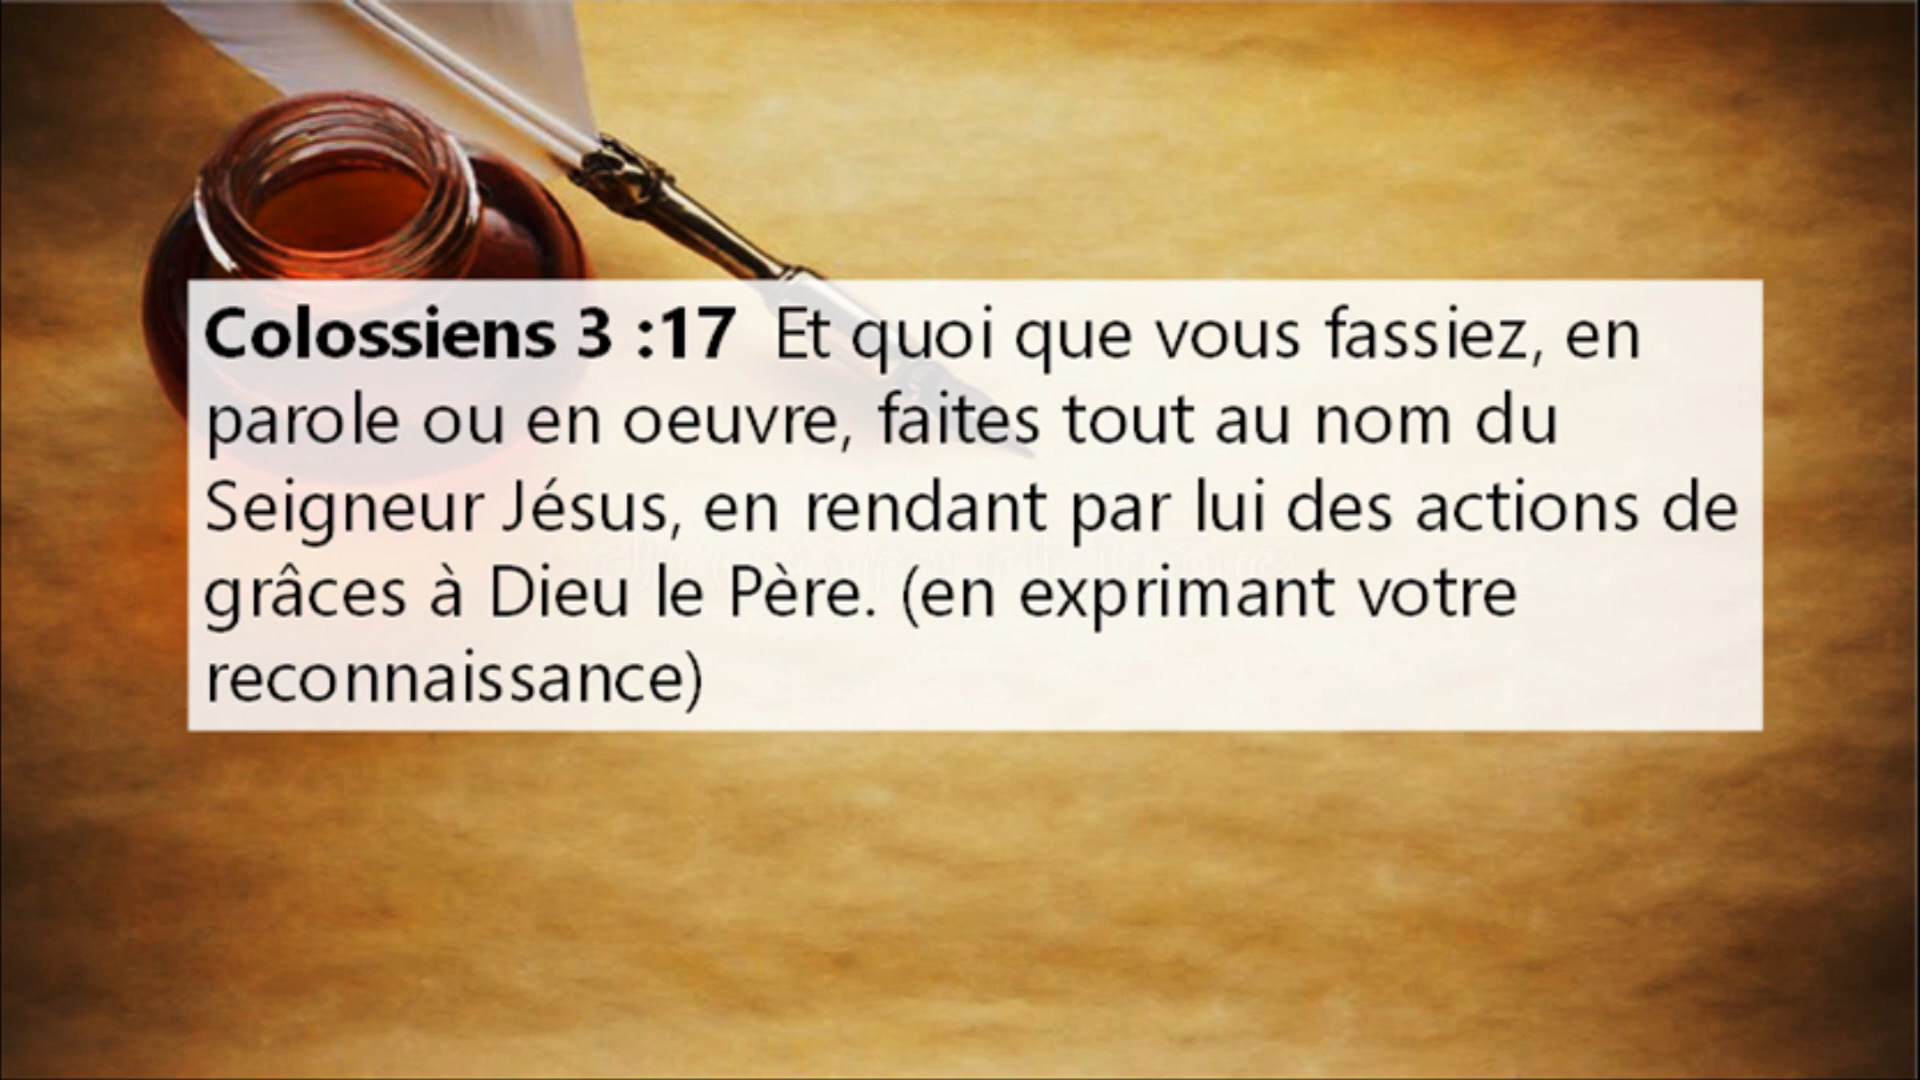 Colossiens 3 :17 Et quoi que vous fassiez, en
parole ou en oeuvre, faites tout au nom du
Seigneur Jésus, en rendant par lui des actions de
grâces à Dieu le Père. (en exprimant votre
reconnaissance)